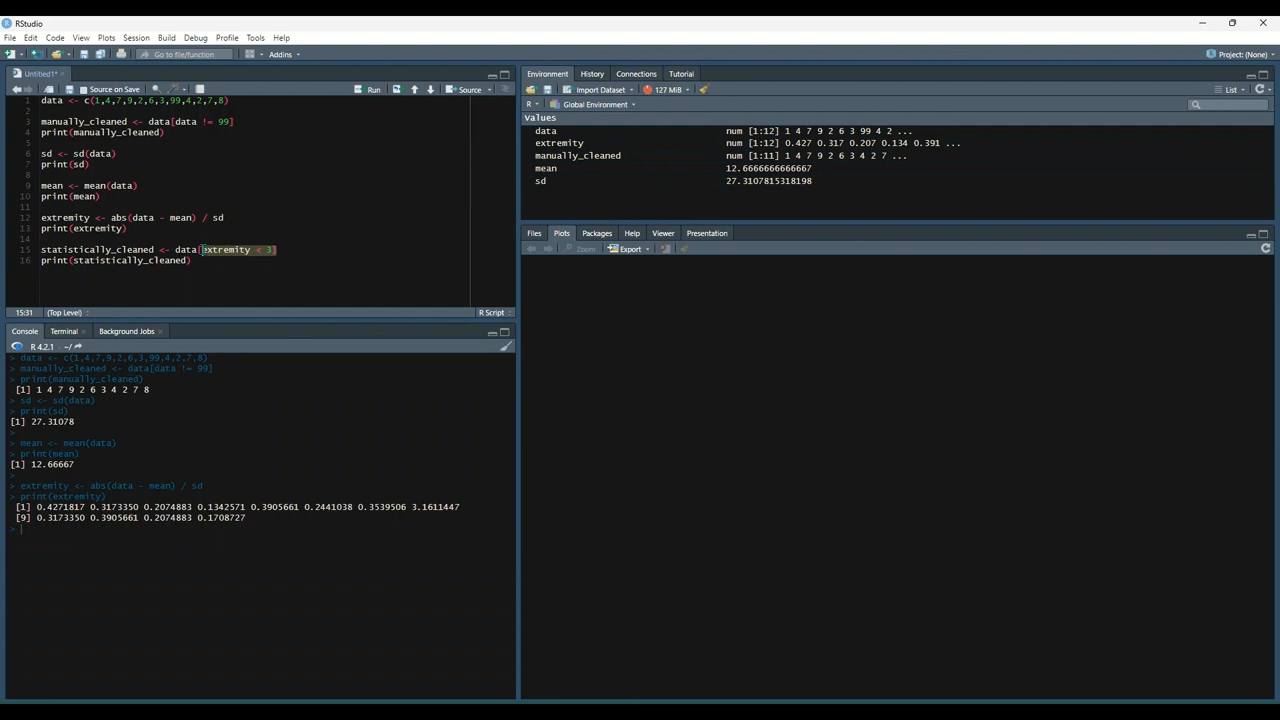 RStudio
File Edit Code View Plots Session Build Debug Profile Tools Help
Go to file/function Addins Project: (None)
Untitled1*
Source on Save Run Source
1 data <- c(1,4,7,9,2,6,3,99,4,2,7,8)
2
3 manually_cleaned <- data[data != 99]
4 print(manually_cleaned)
5
6 sd <- sd(data)
7 print(sd)
8
9 mean <- mean(data)
10 print(mean)
11
12 extremity <- abs(data - mean) / sd
13 print(extremity)
14
15 statistically_cleaned <- data[extremity < 3]
16 print(statistically_cleaned)
15:31 (Top Level) R Script
Console Terminal Background Jobs
R 4.2.1 · ~/
> data <- c(1,4,7,9,2,6,3,99,4,2,7,8)
> manually_cleaned <- data[data != 99]
> print(manually_cleaned)
[1] 1 4 7 9 2 6 3 4 2 7 8
> sd <- sd(data)
> print(sd)
[1] 27.31078
>
> mean <- mean(data)
> print(mean)
[1] 12.66667
>
> extremity <- abs(data - mean) / sd
> print(extremity)
[1] 0.4271817 0.3173350 0.2074883 0.1342571 0.3905661 0.2441038 0.3539506 3.1611447
[9] 0.3173350 0.3905661 0.2074883 0.1708727
>
Environment History Connections Tutorial
Import Dataset 127 MiB List
R Global Environment
Values
data num [1:12] 1 4 7 9 2 6 3 99 4 2 ...
extremity num [1:12] 0.427 0.317 0.207 0.134 0.391 ...
manually_cleaned num [1:11] 1 4 7 9 2 6 3 4 2 7 ...
mean 12.6666666666667
sd 27.3107815318198
Files Plots Packages Help Viewer Presentation
Zoom Export